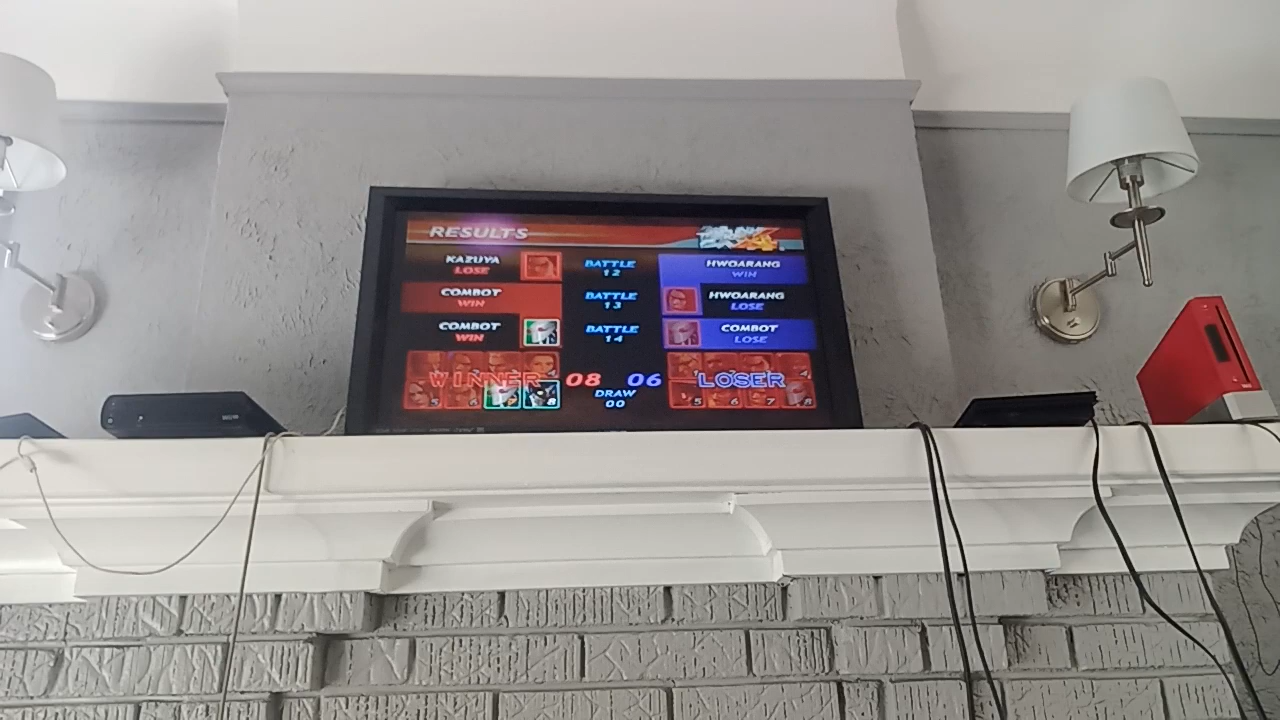 RESULTS
KAZUYA BATTLE HWOARANG
LOSE 12 WIN
COMBOT BATTLE HWOARANG
WIN 13 LOSE
COMBOT BATTLE COMBOT
WIN 14 LOSE
WINNER 08 06 LOSER
DRAW
00